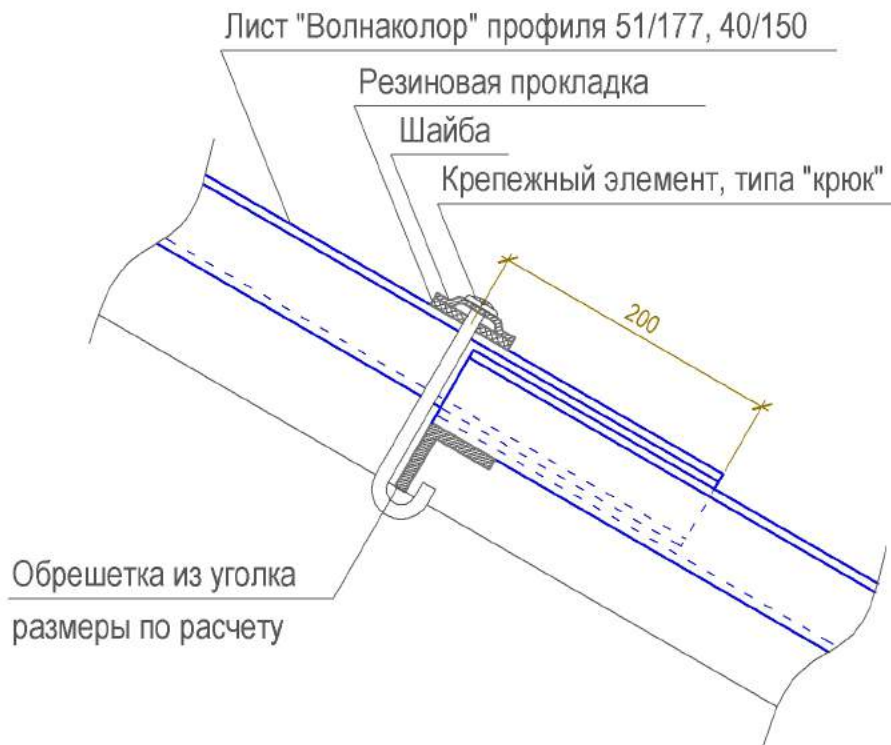 Лист "Волнаколор" профиля 51/177, 40/150
Резиновая прокладка
Шайба
Крепежный элемент, типа "крюк"
200
Обрешетка из уголка
размеры по расчету